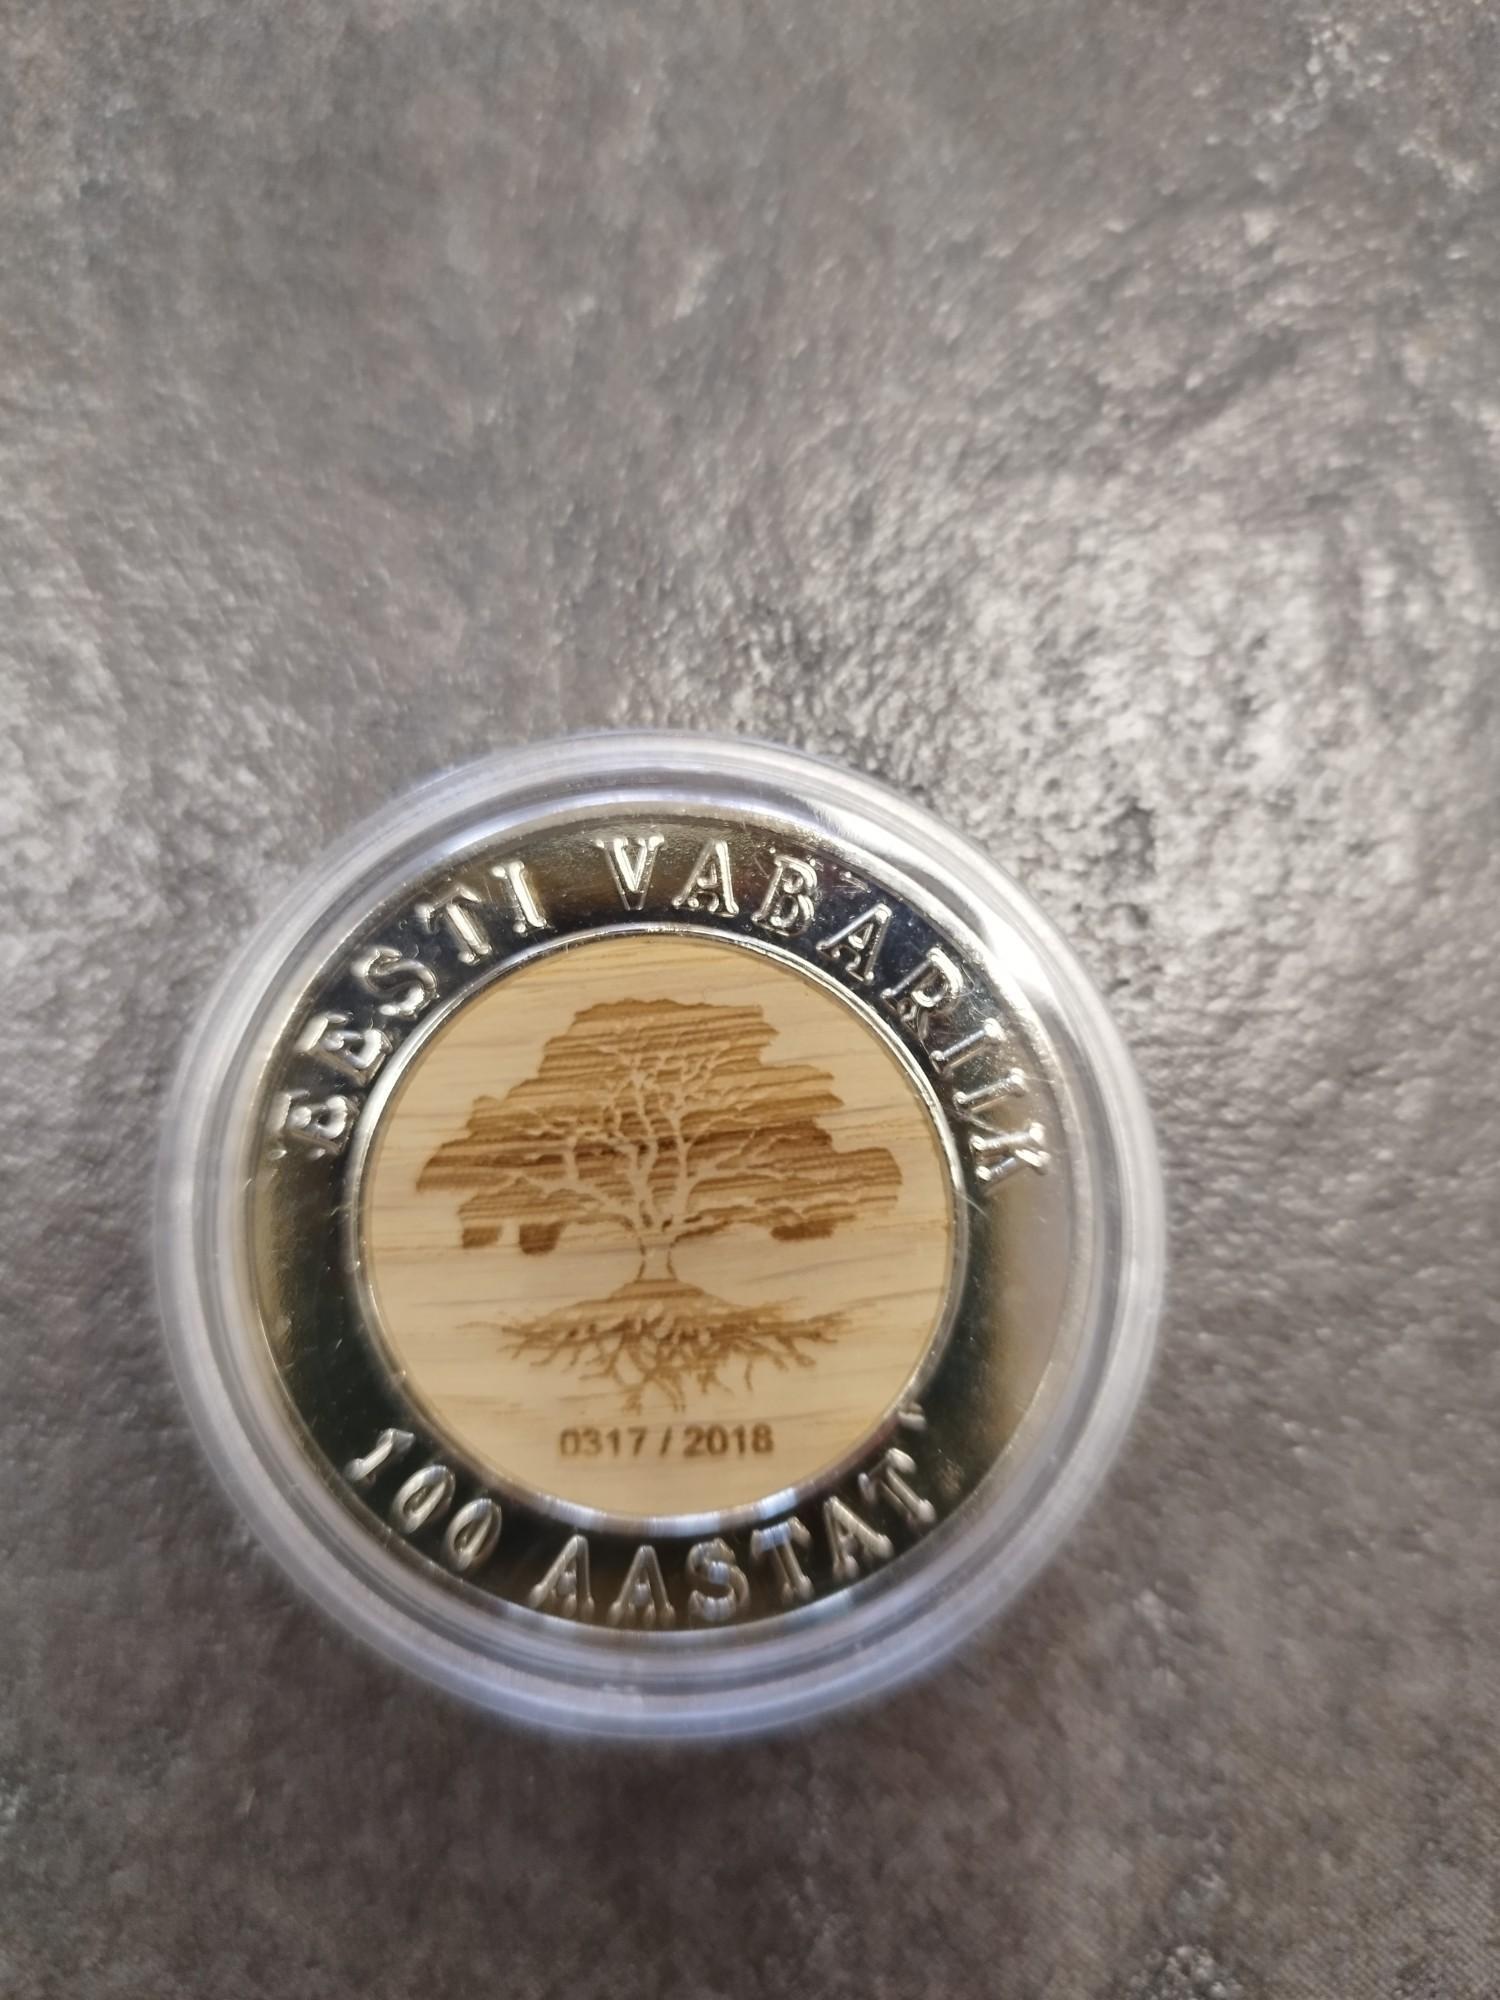 EESTI VABARIIK
0317 / 2018
100 AASTAT